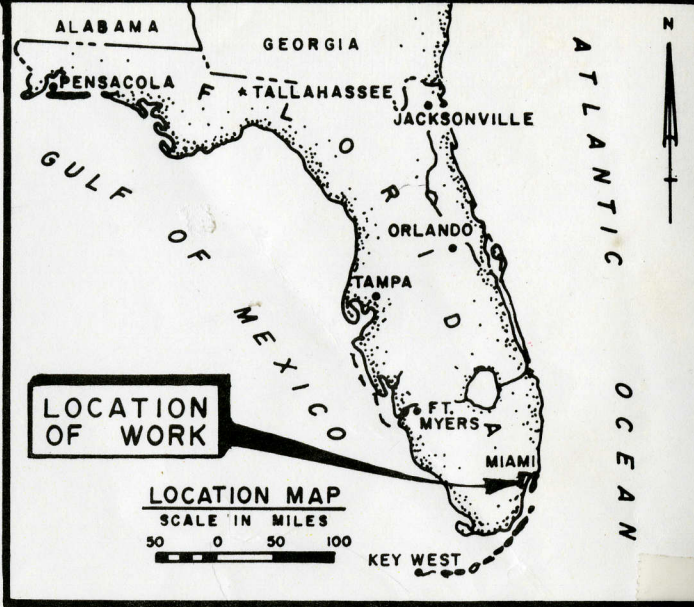 ALABAMA
GEORGIA
N
PENSACOLA
*TALLAHASSEE
JACKSONVILLE
FLORIDA
ATLANTIC OCEAN
GULF OF MEXICO
ORLANDO
TAMPA
FT.
MYERS
LOCATION
OF WORK
MIAMI
LOCATION MAP
SCALE IN MILES
50 0 50 100
KEY WEST